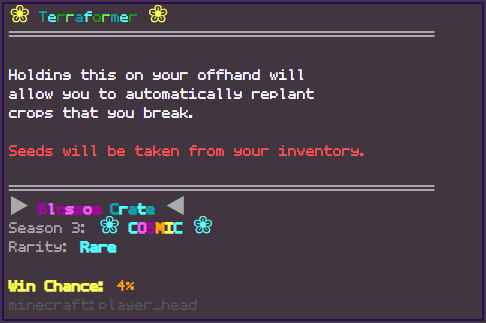 ❀ Terraformer ❀
Holding this on your offhand will
allow you to automatically replant
crops that you break.
Seeds will be taken from your inventory.
▶ Blossom Crate ◀
Season 3: ❀ COSMIC ❀
Rarity: Rare
Win Chance: 4%
minecraft:player_head